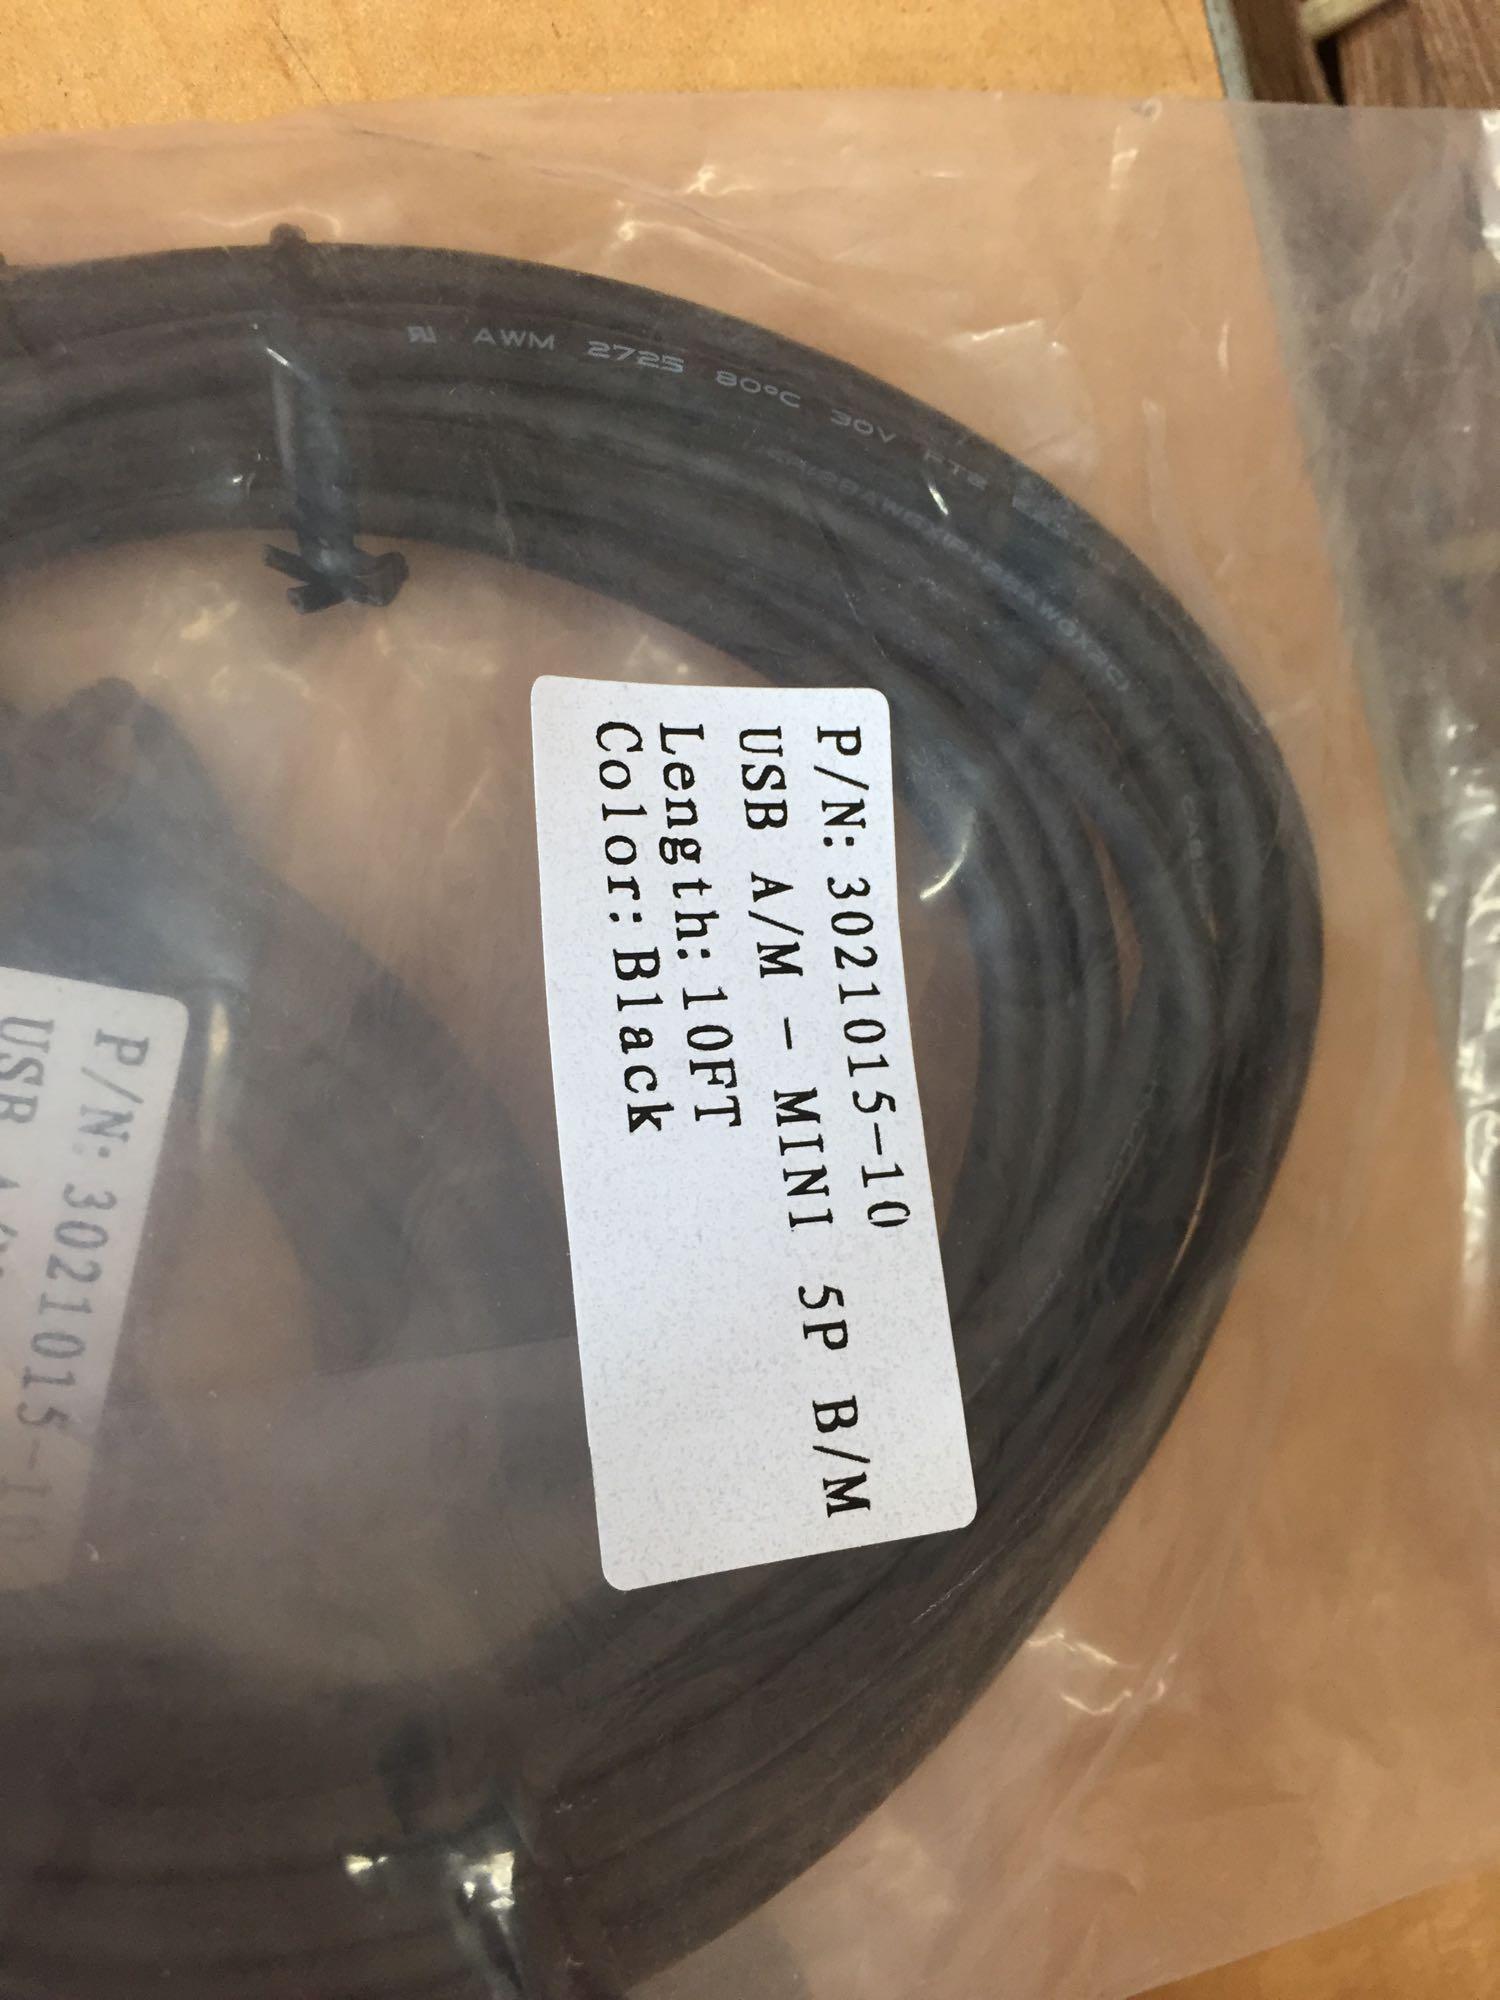 P/N: 3021015-10
USB A/M - MINI 5P B/M
Length: 10FT
Color: Black
AWM 2725 80°C 30V
P/N: 3021015-10
USB